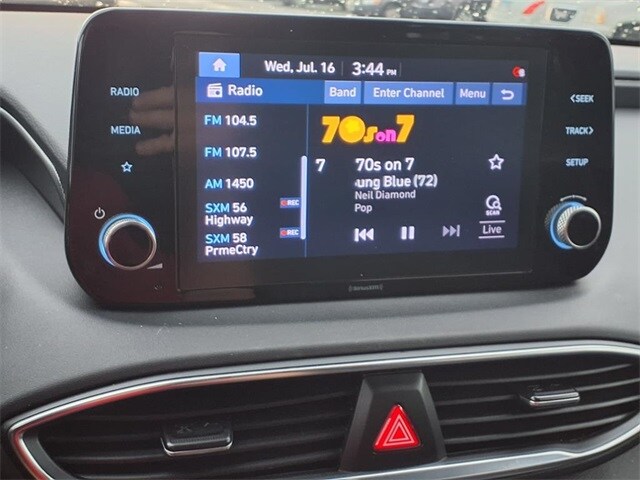 Wed, Jul. 16 3:44 PM
Radio Band Enter Channel Menu
RADIO
MEDIA
FM 104.5
FM 107.5
AM 1450
SXM 56 REC
Highway
SXM 58 REC
PrmeCtry
70s on 7
7 70s on 7
ung Blue (72)
Neil Diamond
Pop
SCAN
Live
<SEEK
TRACK>
SETUP
SiriusXM